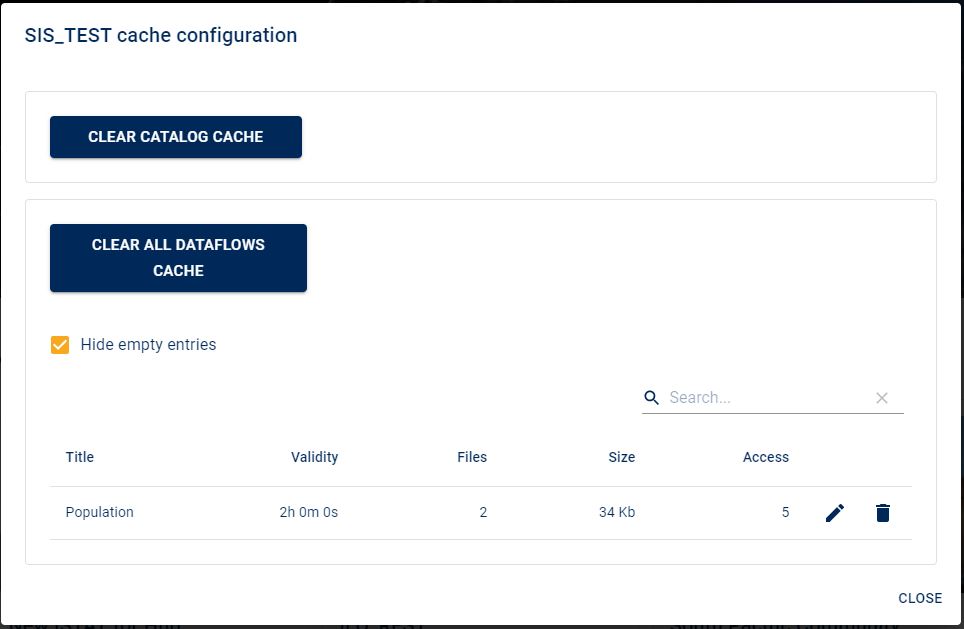 SIS_TEST cache configuration
CLEAR CATALOG CACHE
CLEAR ALL DATAFLOWS
CACHE
Hide empty entries
Search...
Title Validity Files Size Access
Population 2h 0m 0s 2 34 Kb 5
CLOSE